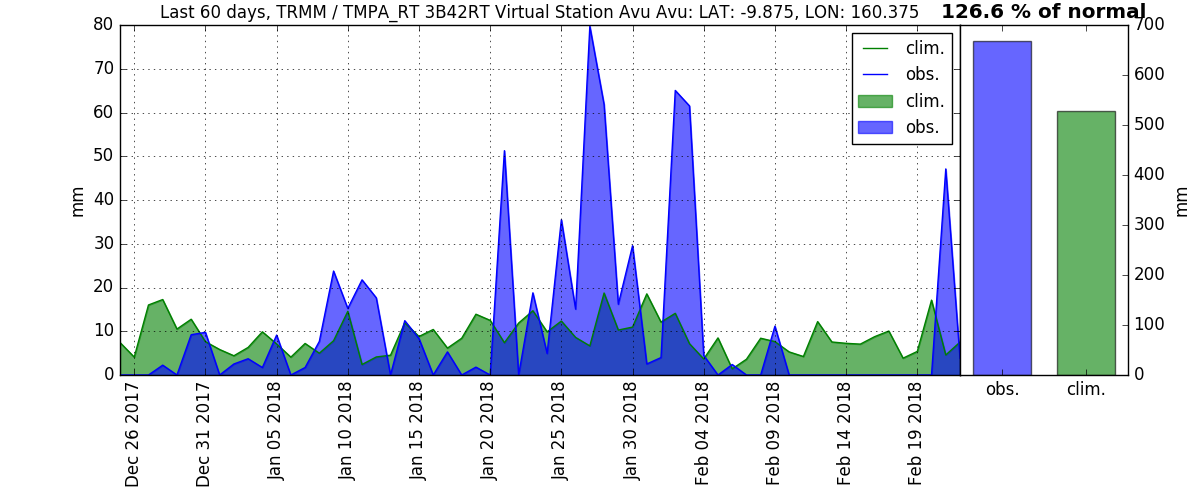 Last 60 days, TRMM / TMPA_RT 3B42RT Virtual Station Avu Avu: LAT: -9.875, LON: 160.375
126.6 % of normal
80
70
60
50
40
30
20
10
0
mm
clim.
obs.
clim.
obs.
700
600
500
400
300
200
100
0
mm
obs.
clim.
Dec 26 2017
Dec 31 2017
Jan 05 2018
Jan 10 2018
Jan 15 2018
Jan 20 2018
Jan 25 2018
Jan 30 2018
Feb 04 2018
Feb 09 2018
Feb 14 2018
Feb 19 2018